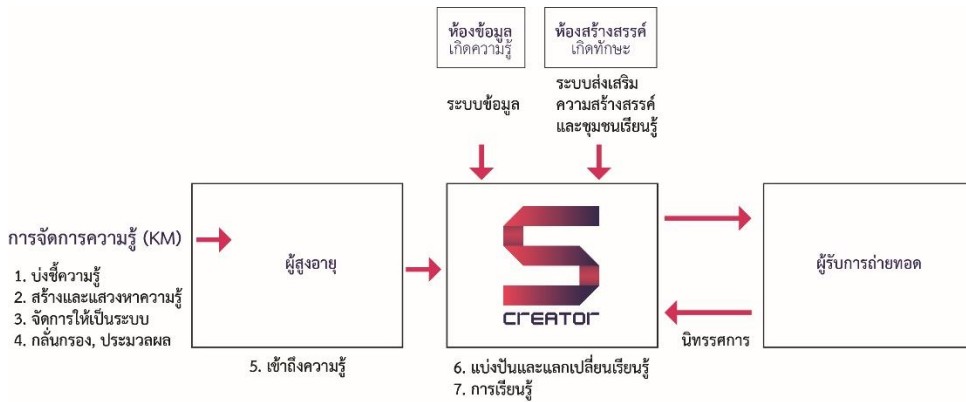 ห้องข้อมูล
เกิดความรู้
ห้องสร้างสรรค์
เกิดทักษะ
ระบบข้อมูล
ระบบส่งเสริม
ความสร้างสรรค์
และชุมชนเรียนรู้
การจัดการความรู้ (KM)
1. บ่งชี้ความรู้
2. สร้างและแสวงหาความรู้
3. จัดการให้เป็นระบบ
4. กลั่นกรอง, ประมวลผล
ผู้สูงอายุ
5. เข้าถึงความรู้
S
CreATor
6. แบ่งปันและแลกเปลี่ยนเรียนรู้
7. การเรียนรู้
นิทรรศการ
ผู้รับการถ่ายทอด